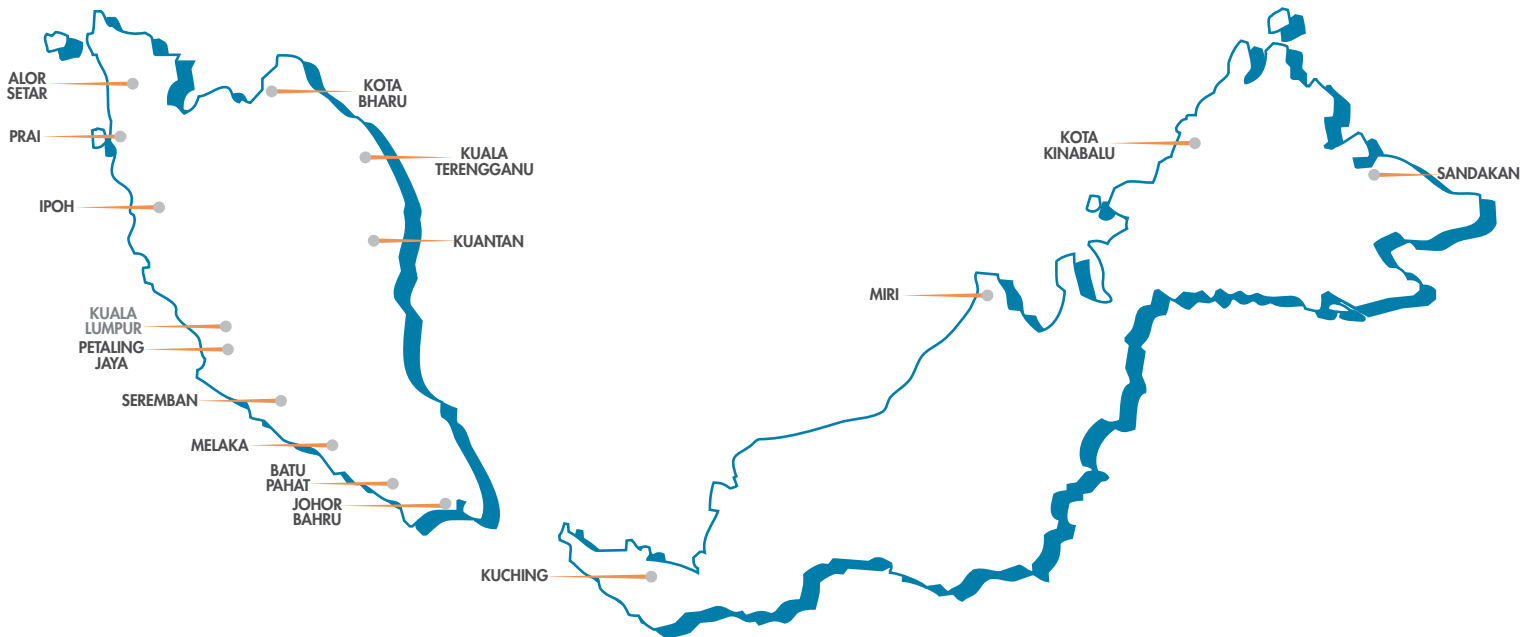 ALOR
SETAR
PRAI
IPOH
KUALA
LUMPUR
PETALING
JAYA
SEREMBAN
MELAKA
BATU
PAHAT
JOHOR
BAHRU
KOTA
BHARU
KUALA
TERENGGANU
KUANTAN
KUCHING
MIRI
KOTA
KINABALU
SANDAKAN